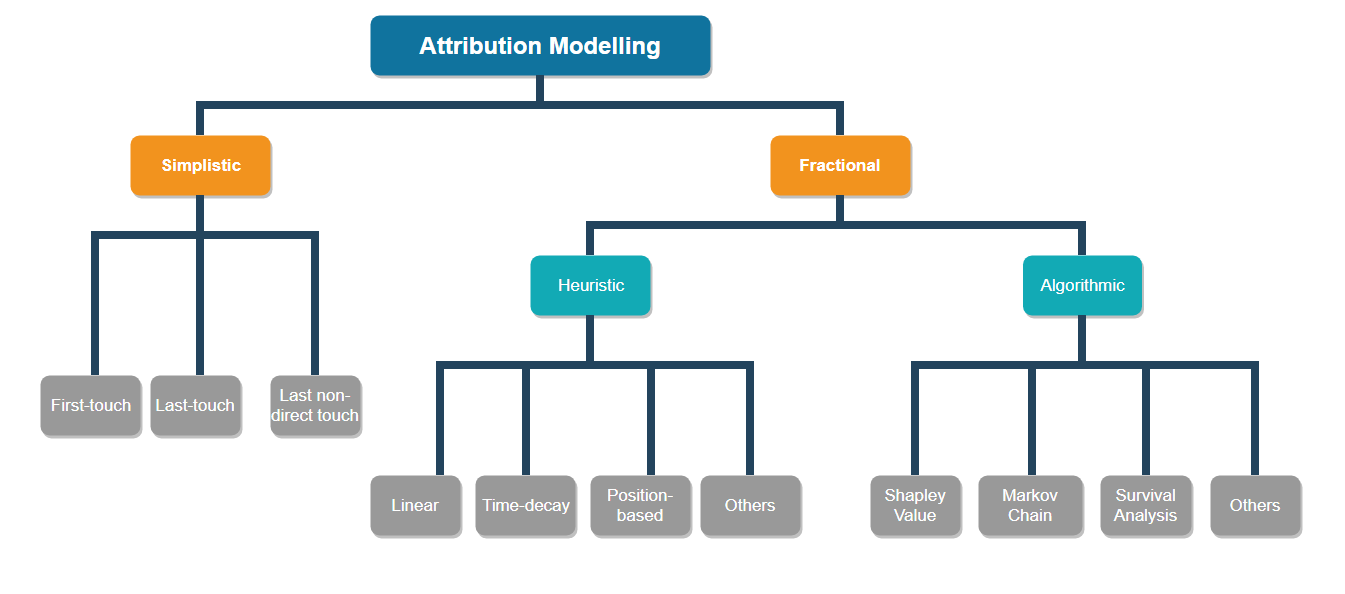 Attribution Modelling
Simplistic
Fractional
Heuristic
Algorithmic
First-touch
Last-touch
Last non-
direct touch
Linear
Time-decay
Position-
based
Others
Shapley
Value
Markov
Chain
Survival
Analysis
Others